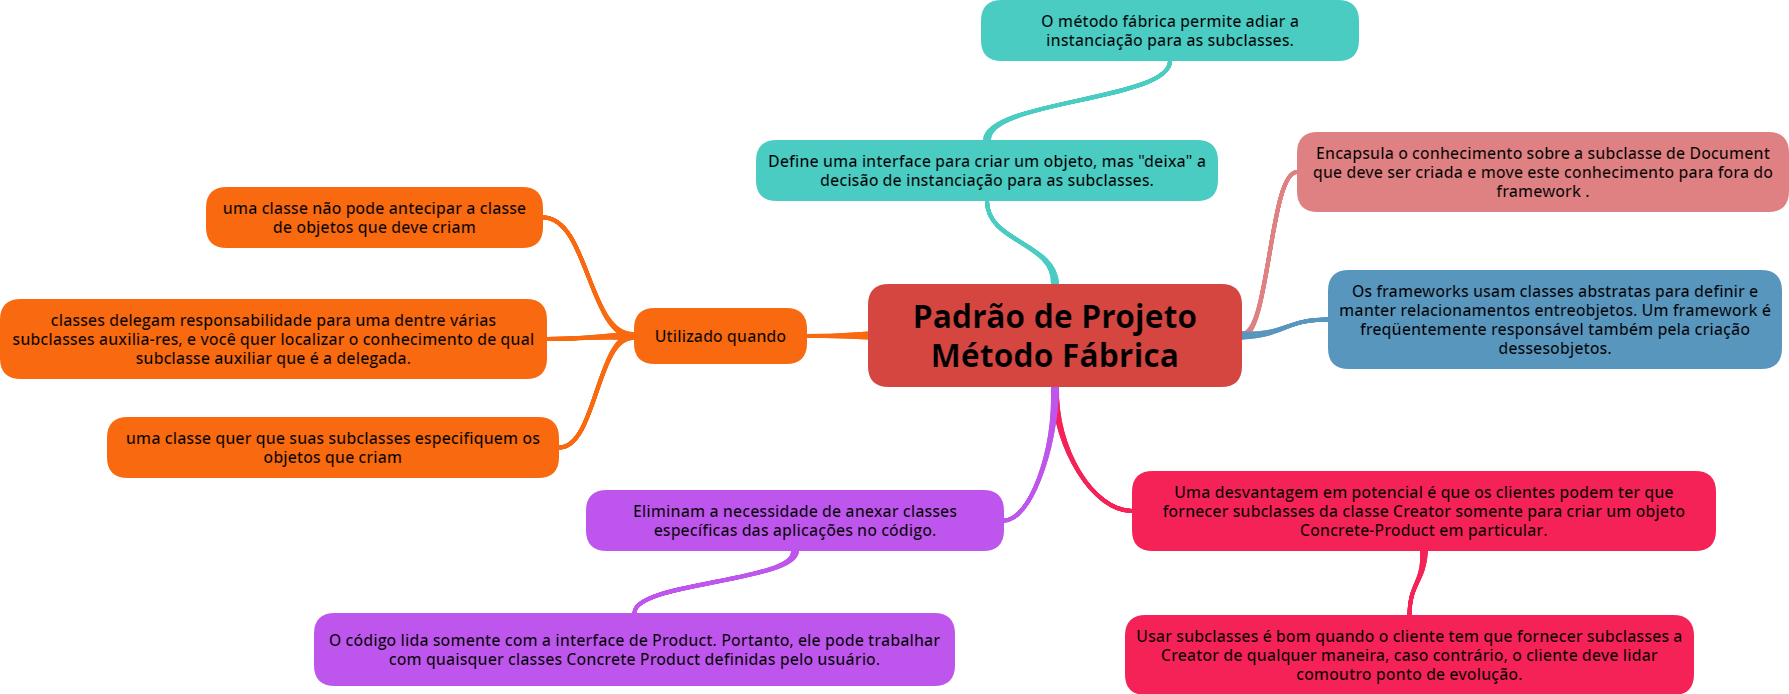 O método fábrica permite adiar a
instanciação para as subclasses.
Define uma interface para criar um objeto, mas "deixa" a
decisão de instanciação para as subclasses.
Encapsula o conhecimento sobre a subclasse de Document
que deve ser criada e move este conhecimento para fora do
framework .
uma classe não pode antecipar a classe
de objetos que deve criam
Os frameworks usam classes abstratas para definir e
manter relacionamentos entreobjetos. Um framework é
freqüentemente responsável também pela criação
dessesobjetos.
classes delegam responsabilidade para uma dentre várias
subclasses auxilia-res, e você quer localizar o conhecimento de qual
subclasse auxiliar que é a delegada.
Utilizado quando
Padrão de Projeto
Método Fábrica
uma classe quer que suas subclasses especifiquem os
objetos que criam
Eliminam a necessidade de anexar classes
específicas das aplicações no código.
Uma desvantagem em potencial é que os clientes podem ter que
fornecer subclasses da classe Creator somente para criar um objeto
Concrete-Product em particular.
O código lida somente com a interface de Product. Portanto, ele pode trabalhar
com quaisquer classes Concrete Product definidas pelo usuário.
Usar subclasses é bom quando o cliente tem que fornecer subclasses a
Creator de qualquer maneira, caso contrário, o cliente deve lidar
comoutro ponto de evolução.